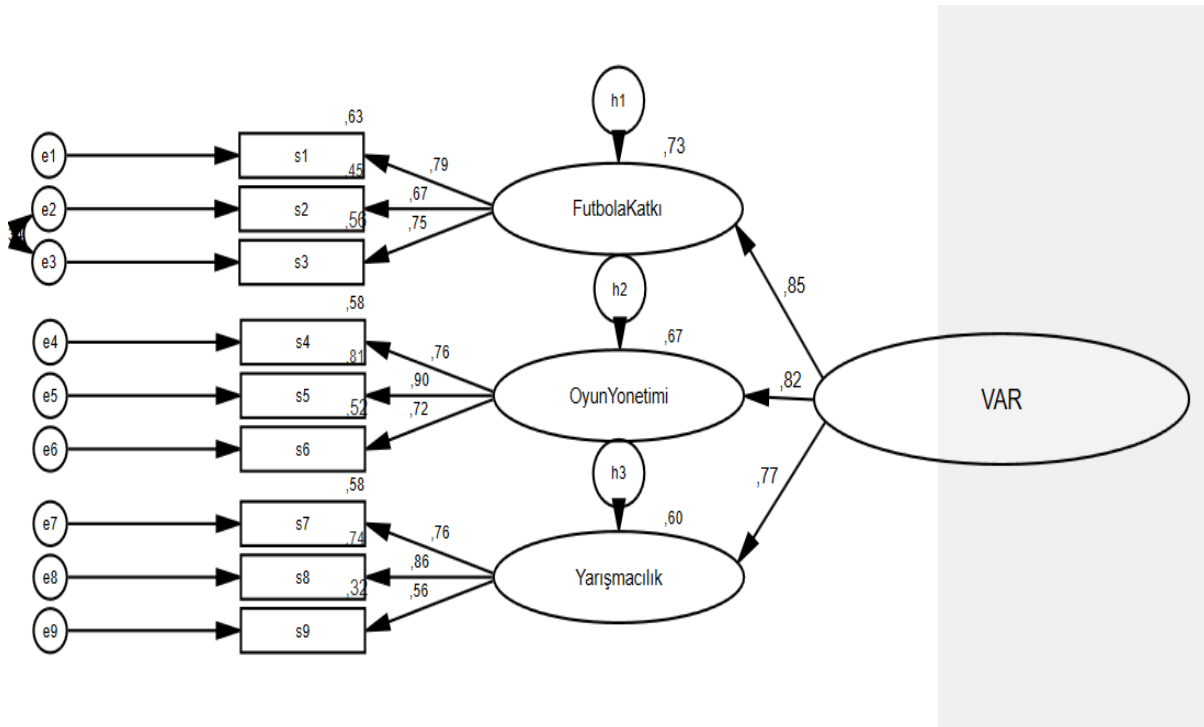 h1
,63
,73
e1
s1
,79
,45
e2
s2
,67
FutbolaKatkı
,56
,75
e3
s3
,85
h2
,58
,67
e4
s4
,76
,81
,82
e5
s5
,90
OyunYonetimi
VAR
,52
,72
e6
s6
h3
,77
,58
,60
e7
s7
,76
,74
e8
s8
,86
Yarışmacılık
,32
,56
e9
s9